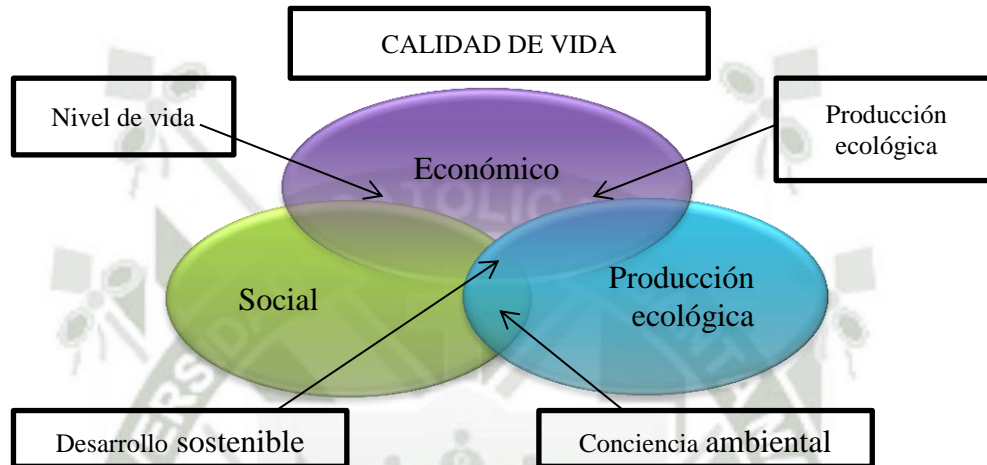 CALIDAD DE VIDA
Nivel de vida
Producción
ecológica
Económico
Social
Producción
ecológica
Desarrollo sostenible
Conciencia ambiental